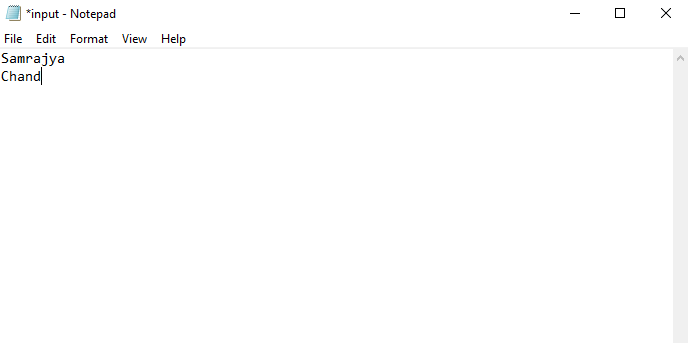 *input - Notepad
File Edit Format View Help
Samrajya
Chand